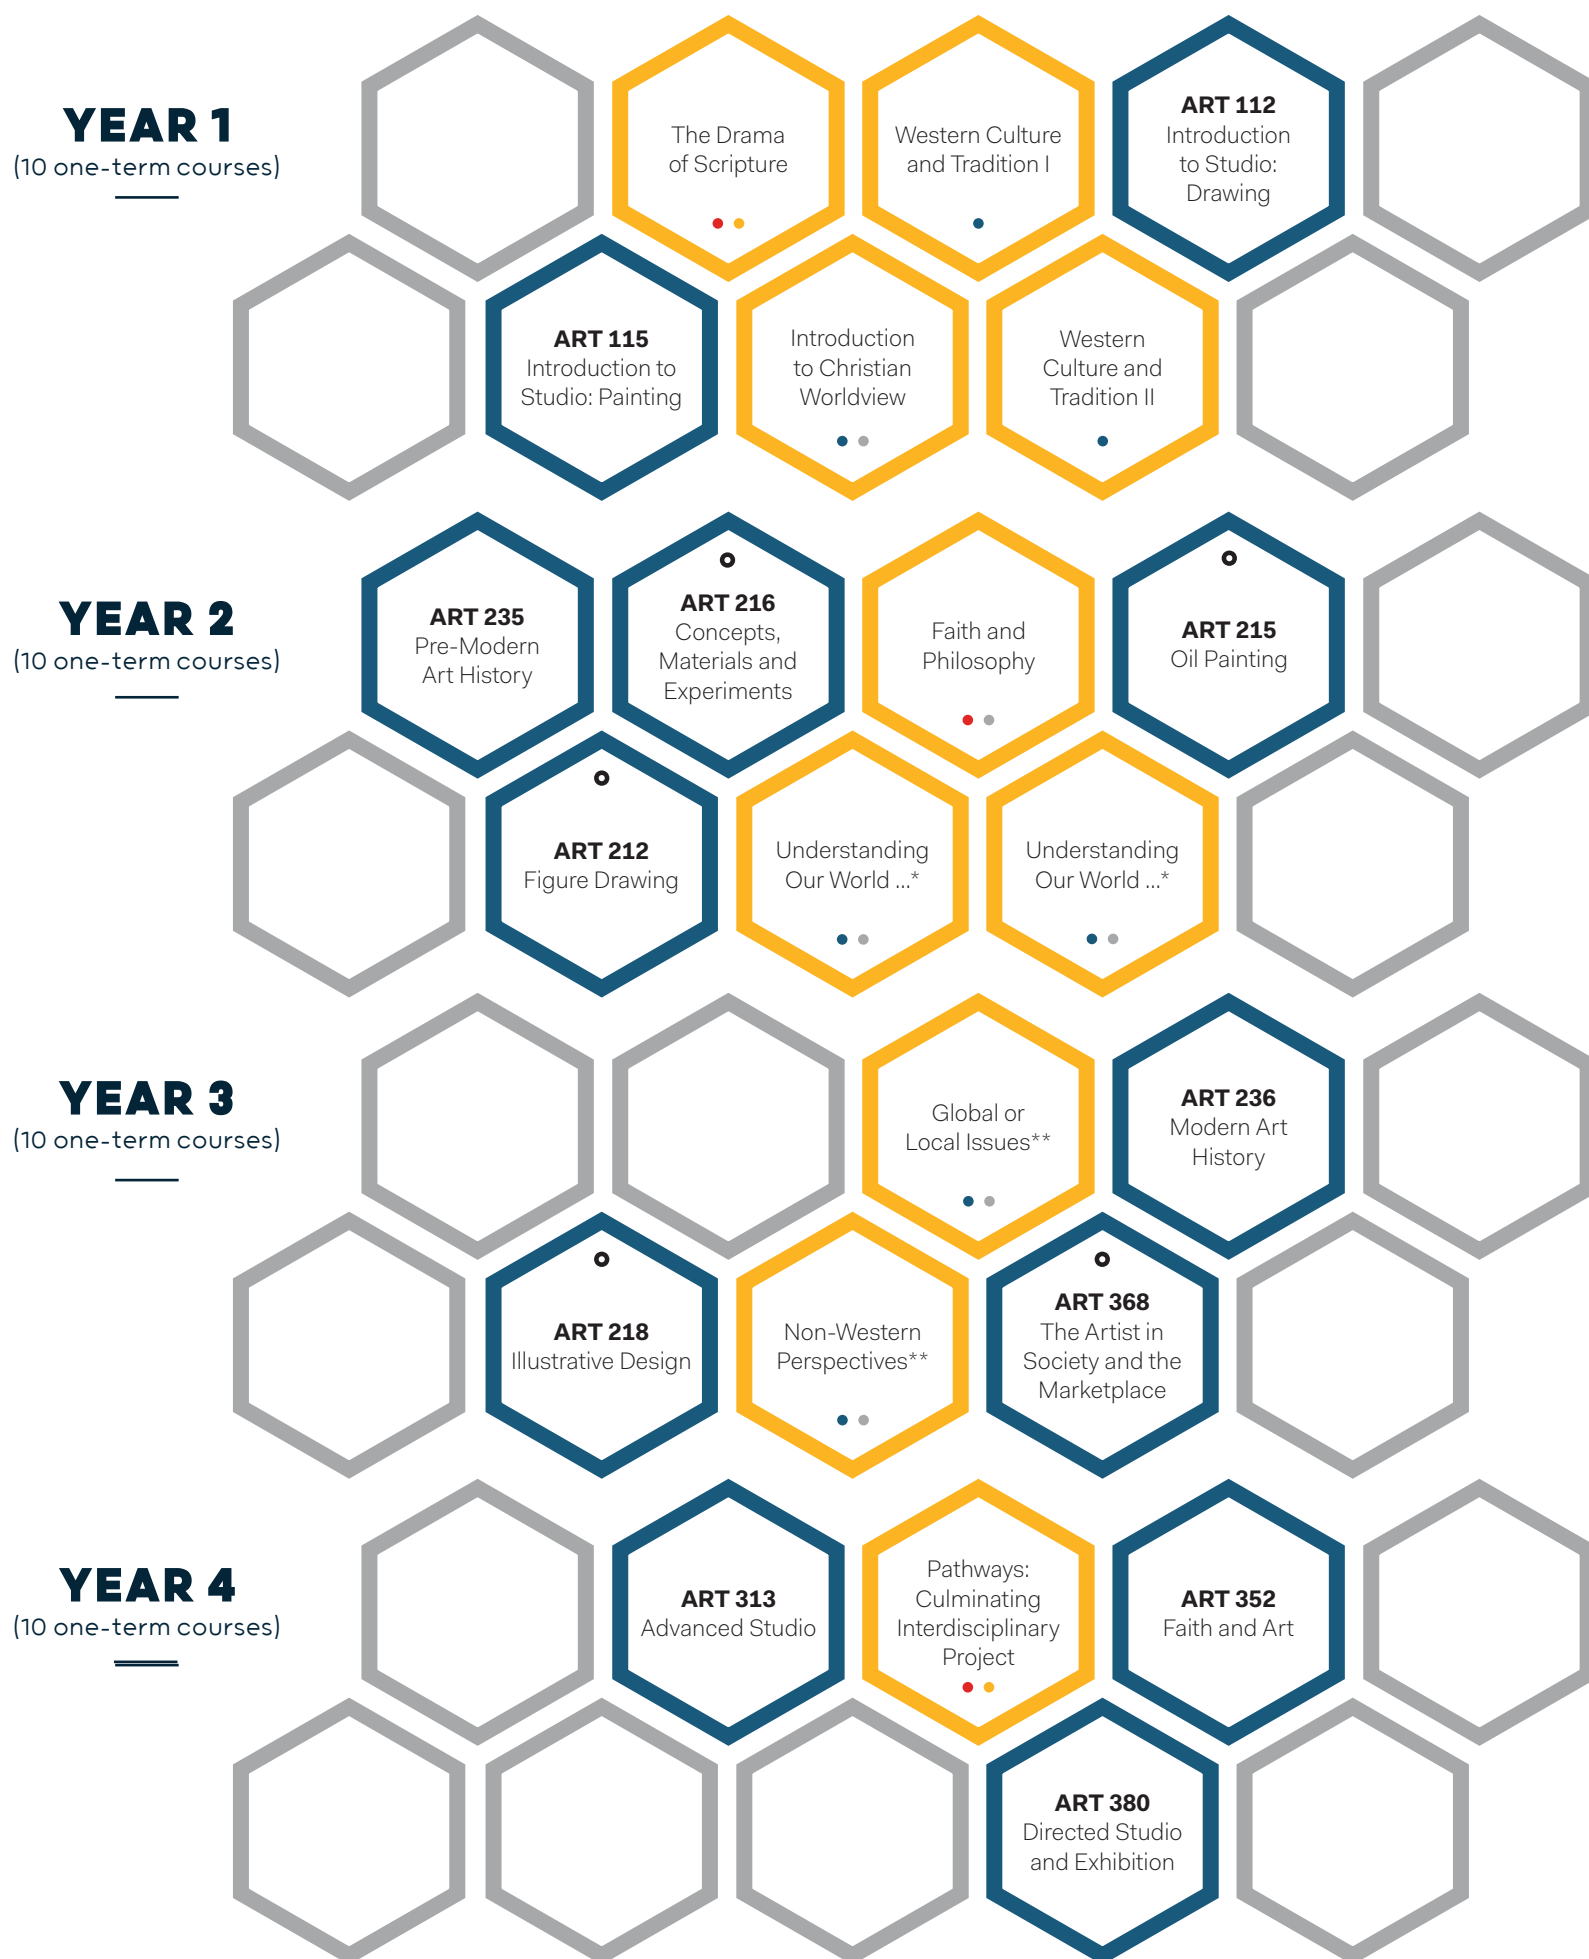 YEAR 1
(10 one-term courses)
The Drama
of Scripture
Western Culture
and Tradition I
ART 112
Introduction
to Studio:
Drawing
ART 115
Introduction to
Studio: Painting
Introduction
to Christian
Worldview
Western
Culture and
Tradition II
YEAR 2
(10 one-term courses)
ART 235
Pre-Modern
Art History
ART 216
Concepts,
Materials and
Experiments
Faith and
Philosophy
ART 215
Oil Painting
ART 212
Figure Drawing
Understanding
Our World ...*
Understanding
Our World ...*
YEAR 3
(10 one-term courses)
Global or
Local Issues**
ART 236
Modern Art
History
ART 218
Illustrative Design
Non-Western
Perspectives**
ART 368
The Artist in
Society and the
Marketplace
YEAR 4
(10 one-term courses)
ART 313
Advanced Studio
Pathways:
Culminating
Interdisciplinary
Project
ART 352
Faith and Art
ART 380
Directed Studio
and Exhibition